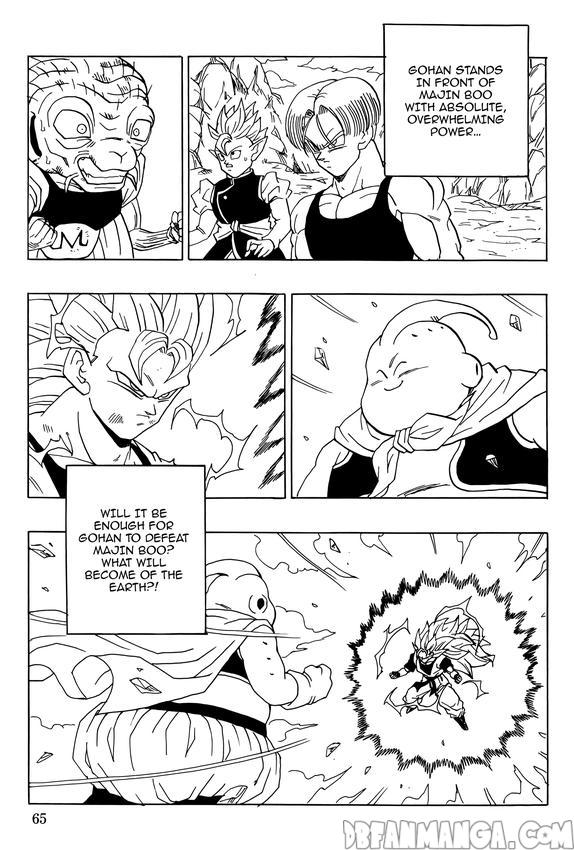 GOHAN STANDS
IN FRONT OF
MAJIN BOO
WITH ABSOLUTE,
OVERWHELMING
POWER...
M
WILL IT BE
ENOUGH FOR
GOHAN TO DEFEAT
MAJIN BOO?
WHAT WILL
BECOME OF THE
EARTH?!
65
DBFANMANGA.COM